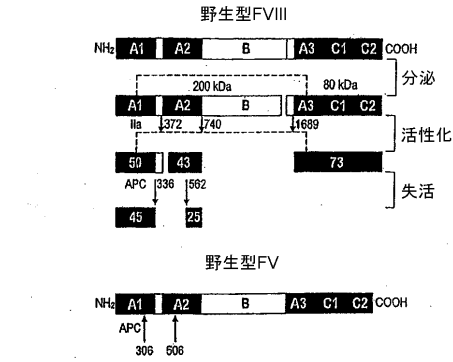 野生型FVIII
NH2 A1 A2 B A3 C1 C2 COOH
分泌
200 kDa 80 kDa
A1 A2 B A3 C1 C2
IIa 372 740 1689
活性化
50 43 73
APC 336 562
失活
45 25
野生型FV
NH2 A1 A2 B A3 C1 C2 COOH
APC
306 506